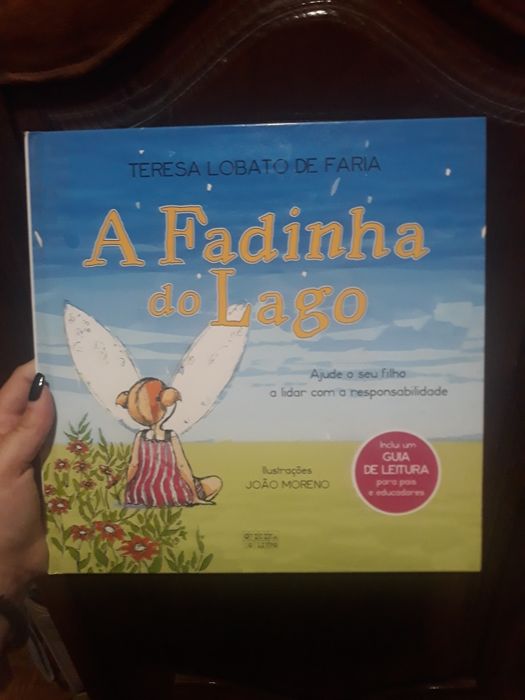 TERESA LOBATO DE FARIA
A Fadinha
do Lago
Ajude o seu filho
a lidar com a responsabilidade
Inclui um
GUIA
DE LEITURA
para pais
e educadores
Ilustrações
JOÃO MORENO